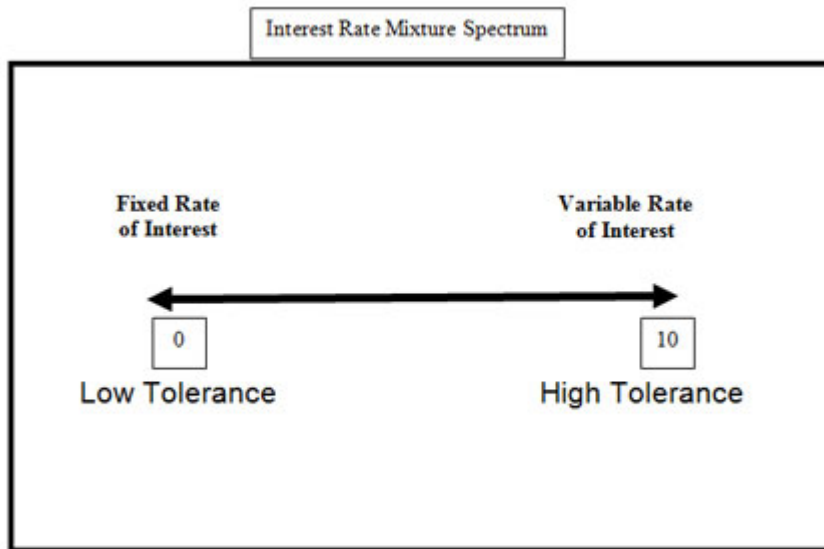 Interest Rate Mixture Spectrum
Fixed Rate
of Interest
Variable Rate
of Interest
0
10
Low Tolerance
High Tolerance